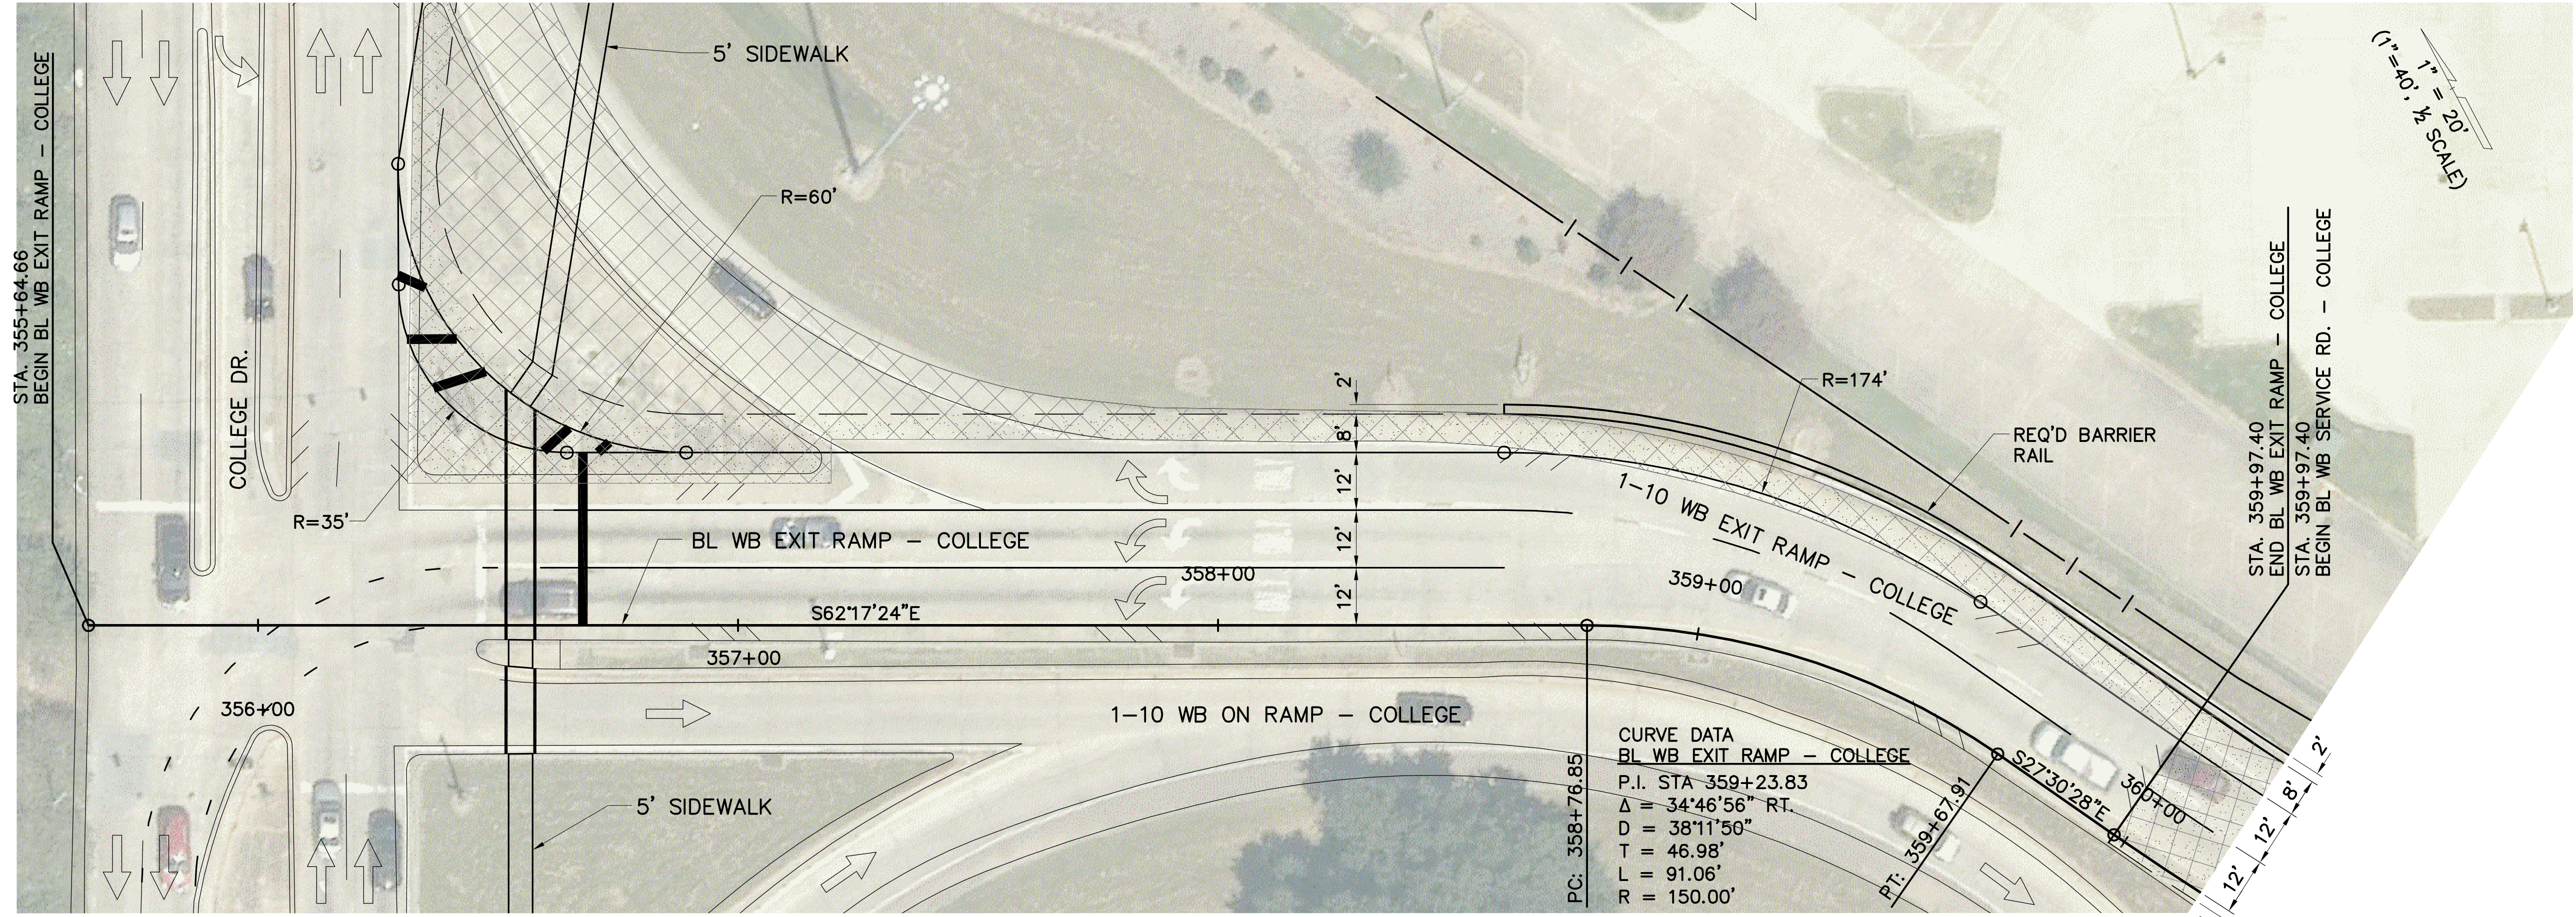 STA. 355+64.66
BEGIN BL WB EXIT RAMP - COLLEGE
COLLEGE DR.
5' SIDEWALK
R=60'
R=35'
BL WB EXIT RAMP - COLLEGE
S62°17'24"E
356+00
357+00
358+00
359+00
360+00
2'
8'
12'
12'
12'
R=174'
1-10 WB EXIT RAMP - COLLEGE
REQ'D BARRIER
RAIL
1" = 20'
(1"=40', ½ SCALE)
STA. 359+97.40
END BL WB EXIT RAMP - COLLEGE
STA. 359+97.40
BEGIN BL WB SERVICE RD. - COLLEGE
1-10 WB ON RAMP - COLLEGE
5' SIDEWALK
PC: 358+76.85
CURVE DATA
BL WB EXIT RAMP - COLLEGE
P.I. STA 359+23.83
Δ = 34°46'56" RT.
D = 38°11'50"
T = 46.98'
L = 91.06'
R = 150.00'
PT: 359+67.91
S27°30'28"E
2'
8'
12'
12'